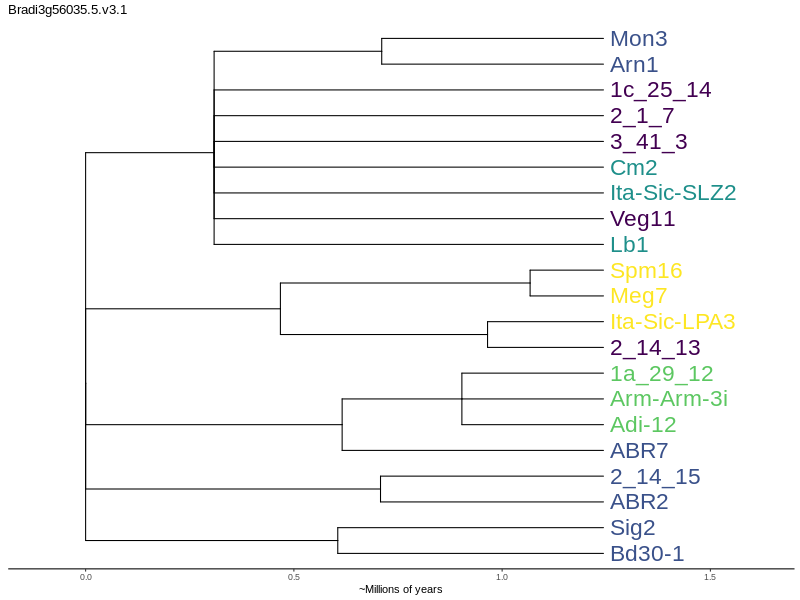 Bradi3g56035.5.v3.1
Mon3
Arn1
1c_25_14
2_1_7
3_41_3
Cm2
Ita-Sic-SLZ2
Veg11
Lb1
Spm16
Meg7
Ita-Sic-LPA3
2_14_13
1a_29_12
Arm-Arm-3i
Adi-12
ABR7
2_14_15
ABR2
Sig2
Bd30-1
0.0 0.5 1.0 1.5
~Millions of years